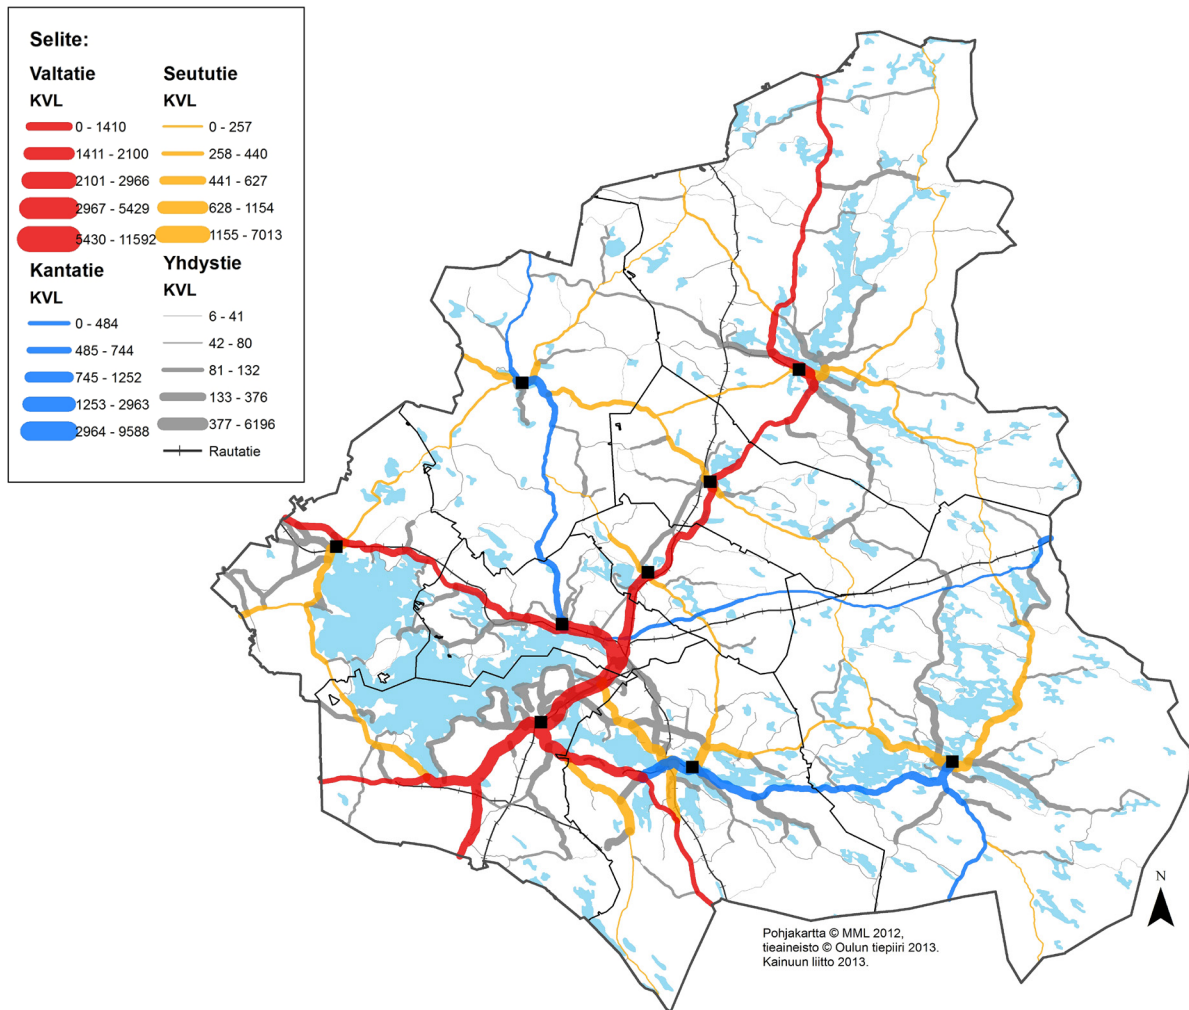 Selite:
Valtatie
KVL
0 - 1410
1411 - 2100
2101 - 2966
2967 - 5429
5430 - 11592
Seututie
KVL
0 - 257
258 - 440
441 - 627
628 - 1154
1155 - 7013
Kantatie
KVL
0 - 484
485 - 744
745 - 1252
1253 - 2963
2964 - 9588
Yhdystie
KVL
6 - 41
42 - 80
81 - 132
133 - 376
377 - 6196
Rautatie
N
Pohjakartta © MML 2012,
tieaineisto © Oulun tiepiiri 2013.
Kainuun liitto 2013.